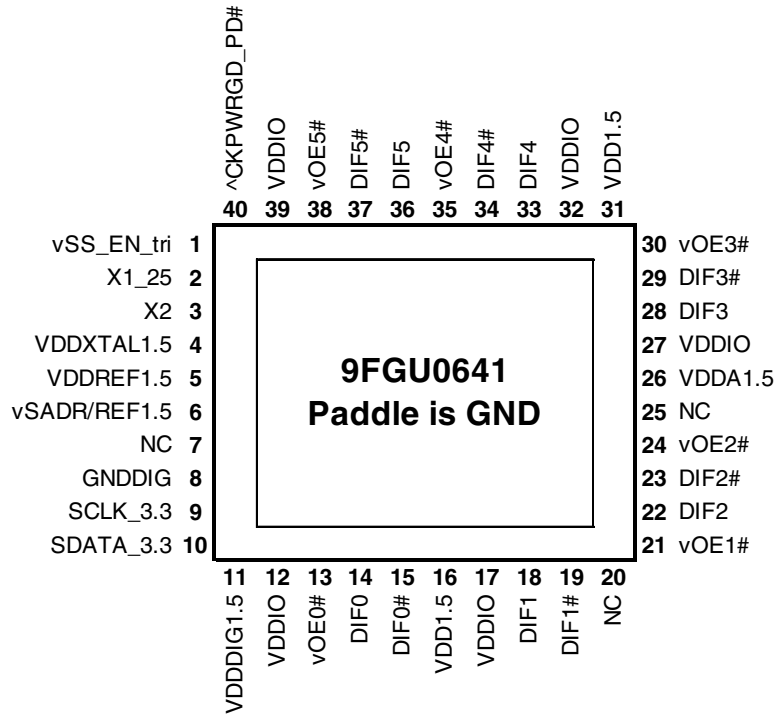 ^CKPWRGD_PD#
VDDIO
vOE5#
DIF5#
DIF5
vOE4#
DIF4#
DIF4
VDDIO
VDD1.5
40 39 38 37 36 35 34 33 32 31
vSS_EN_tri 1
X1_25 2
X2 3
VDDXTAL1.5 4
VDDREF1.5 5
vSADR/REF1.5 6
NC 7
GNDDIG 8
SCLK_3.3 9
SDATA_3.3 10
9FGU0641
Paddle is GND
30 vOE3#
29 DIF3#
28 DIF3
27 VDDIO
26 VDDA1.5
25 NC
24 vOE2#
23 DIF2#
22 DIF2
21 vOE1#
11 12 13 14 15 16 17 18 19 20
VDDDIG1.5
VDDIO
vOE0#
DIF0
DIF0#
VDD1.5
VDDIO
DIF1
DIF1#
NC